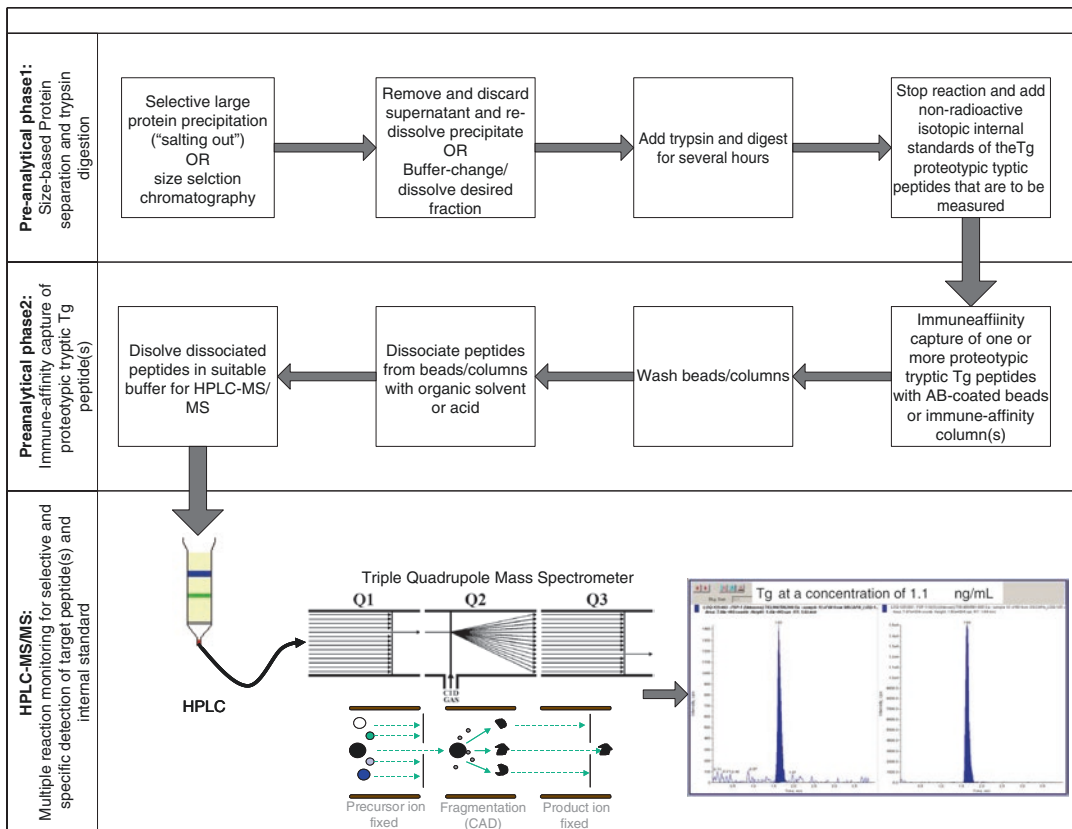 Pre-analytical phase1:
Size-based Protein
separation and trypsin
digestion
Selective large
protein precipitation
(“salting out”)
OR
size selction
chromatography
Remove and discard
supernatant and re-
dissolve precipitate
OR
Buffer-change/
dissolve desired
fraction
Add trypsin and digest
for several hours
Stop reaction and add
non-radioactive
isotopic internal
standards of theTg
proteotypic typtic
peptides that are to be
measured
Preanalytical phase2:
Immune-affinity capture of
proteotypic tryptic Tg
peptide(s)
Disolve dissociated
peptides in suitable
buffer for HPLC-MS/
MS
Dissociate peptides
from beads/columns
with organic solvent
or acid
Wash beads/columns
Immuneaffiinity
capture of one or
more proteotypic
tryptic Tg peptides
with AB-coated beads
or immune-affinity
column(s)
HPLC-MS/MS:
Multiple reaction monitoring for selective and
specific detection of target peptide(s) and
internal standard
HPLC
Triple Quadrupole Mass Spectrometer
Q1 Q2 Q3
CID
GAS
Precursor ion
fixed
Fragmentation
(CAD)
Product ion
fixed
Tg at a concentration of 1.1 ng/mL